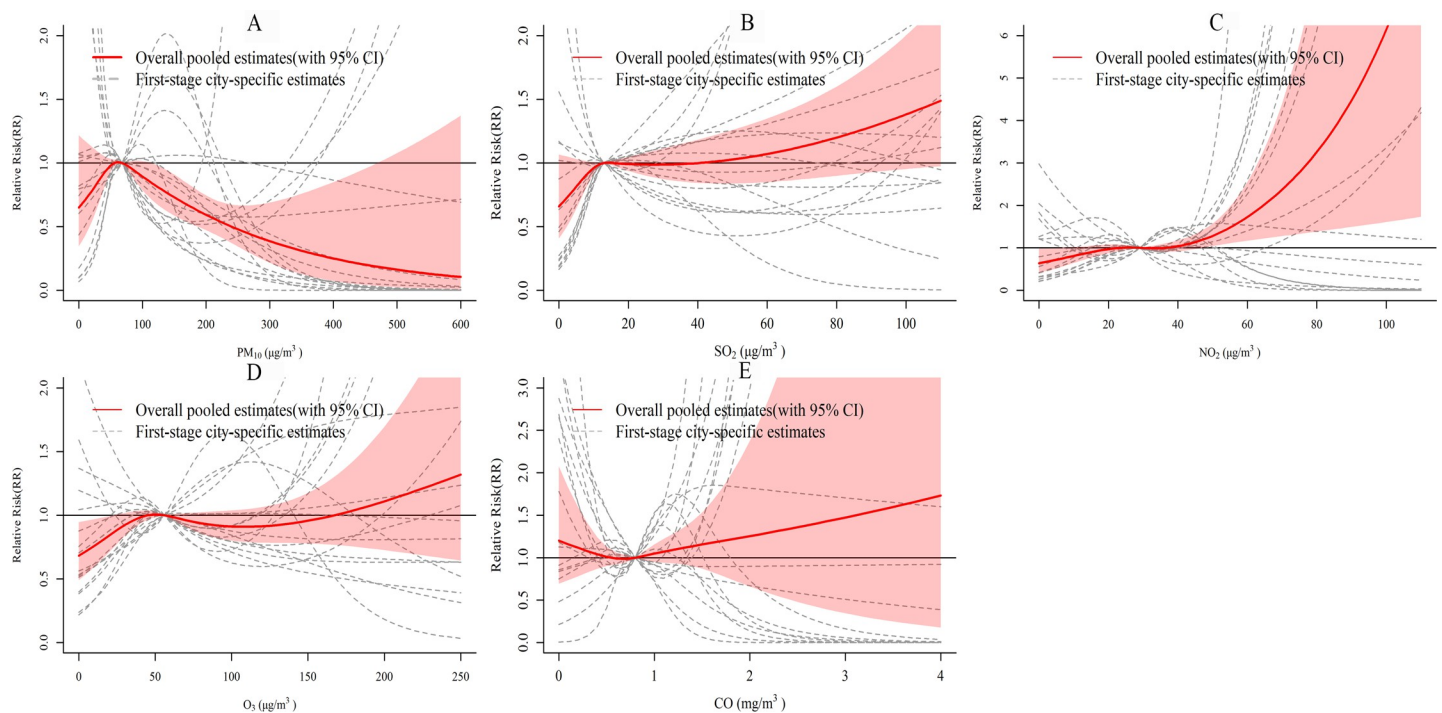 A
Overall pooled estimates(with 95% CI)
First-stage city-specific estimates
Relative Risk(RR)
2.0
1.5
1.0
0.5
0.0
0 100 200 300 400 500 600
PM₁₀ (μg/m³ )
B
Overall pooled estimates(with 95% CI)
First-stage city-specific estimates
Relative Risk(RR)
2.0
1.5
1.0
0.5
0.0
0 20 40 60 80 100
SO₂ (μg/m³ )
C
Overall pooled estimates(with 95% CI)
First-stage city-specific estimates
Relative Risk(RR)
6
5
4
3
2
1
0
0 20 40 60 80 100
NO₂ (μg/m³ )
D
Overall pooled estimates(with 95% CI)
First-stage city-specific estimates
Relative Risk(RR)
2.0
1.5
1.0
0.5
0.0
0 50 100 150 200 250
O₃ (μg/m³ )
E
Overall pooled estimates(with 95% CI)
First-stage city-specific estimates
Relative Risk(RR)
3.0
2.5
2.0
1.5
1.0
0.5
0.0
0 1 2 3 4
CO (mg/m³ )